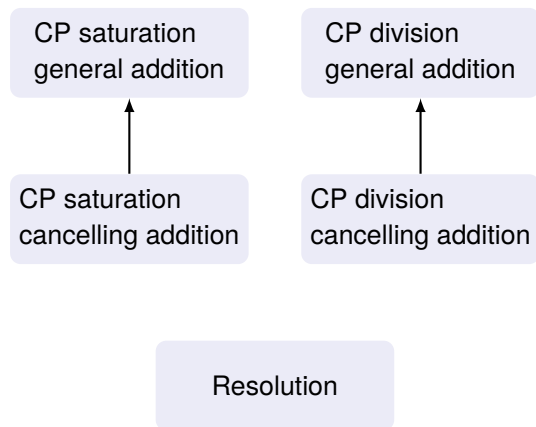 CP saturation
general addition
CP division
general addition
CP saturation
cancelling addition
CP division
cancelling addition
Resolution